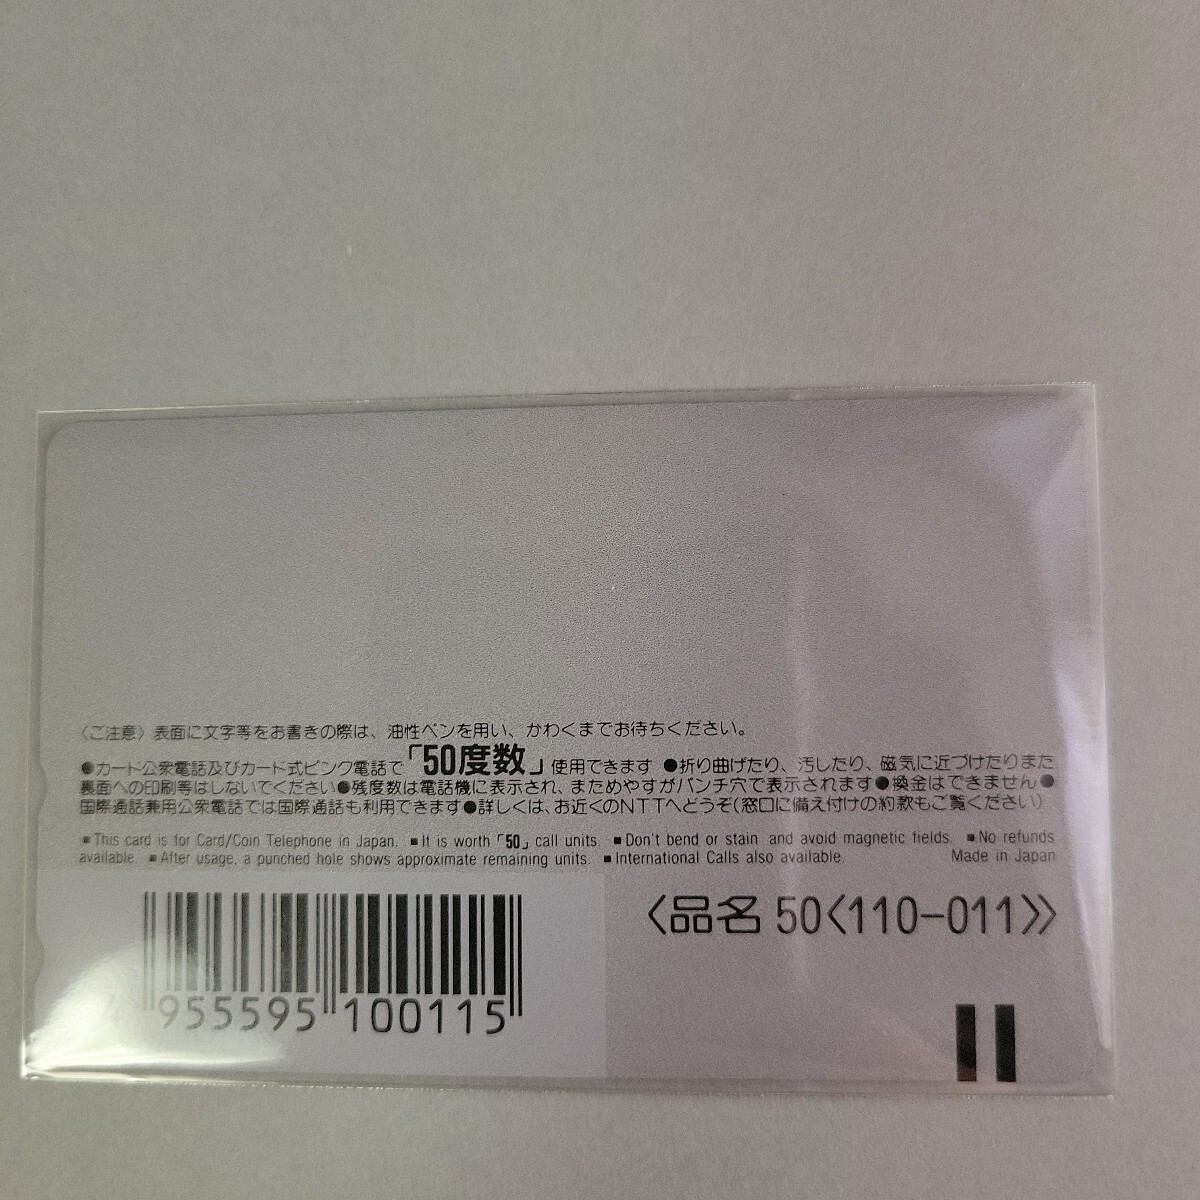 〈ご注意〉表面に文字等をお書きの際は、油性ペンを用い、かわくまでお待ちください。
●カード公衆電話及びカード式ピンク電話で「50度数」使用できます ●折り曲げたり、汚したり、磁気に近づけたりまた
裏面への印刷等はしないでください●残度数は電話機に表示され、まためやすがパンチ穴で表示されます●換金はできません●
国際通話兼用公衆電話では国際通話も利用できます●詳しくは、お近くのNTTへどうぞ(窓口に備え付けの約款もご覧ください)
■This card is for Card/Coin Telephone in Japan. ■It is worth「50」call units. ■Don't bend or stain and avoid magnetic fields. ■No refunds
available. ■After usage, a punched hole shows approximate remaining units. ■International Calls also available. Made in Japan
〈品名 50〈110-011〉〉
4 955595 100115